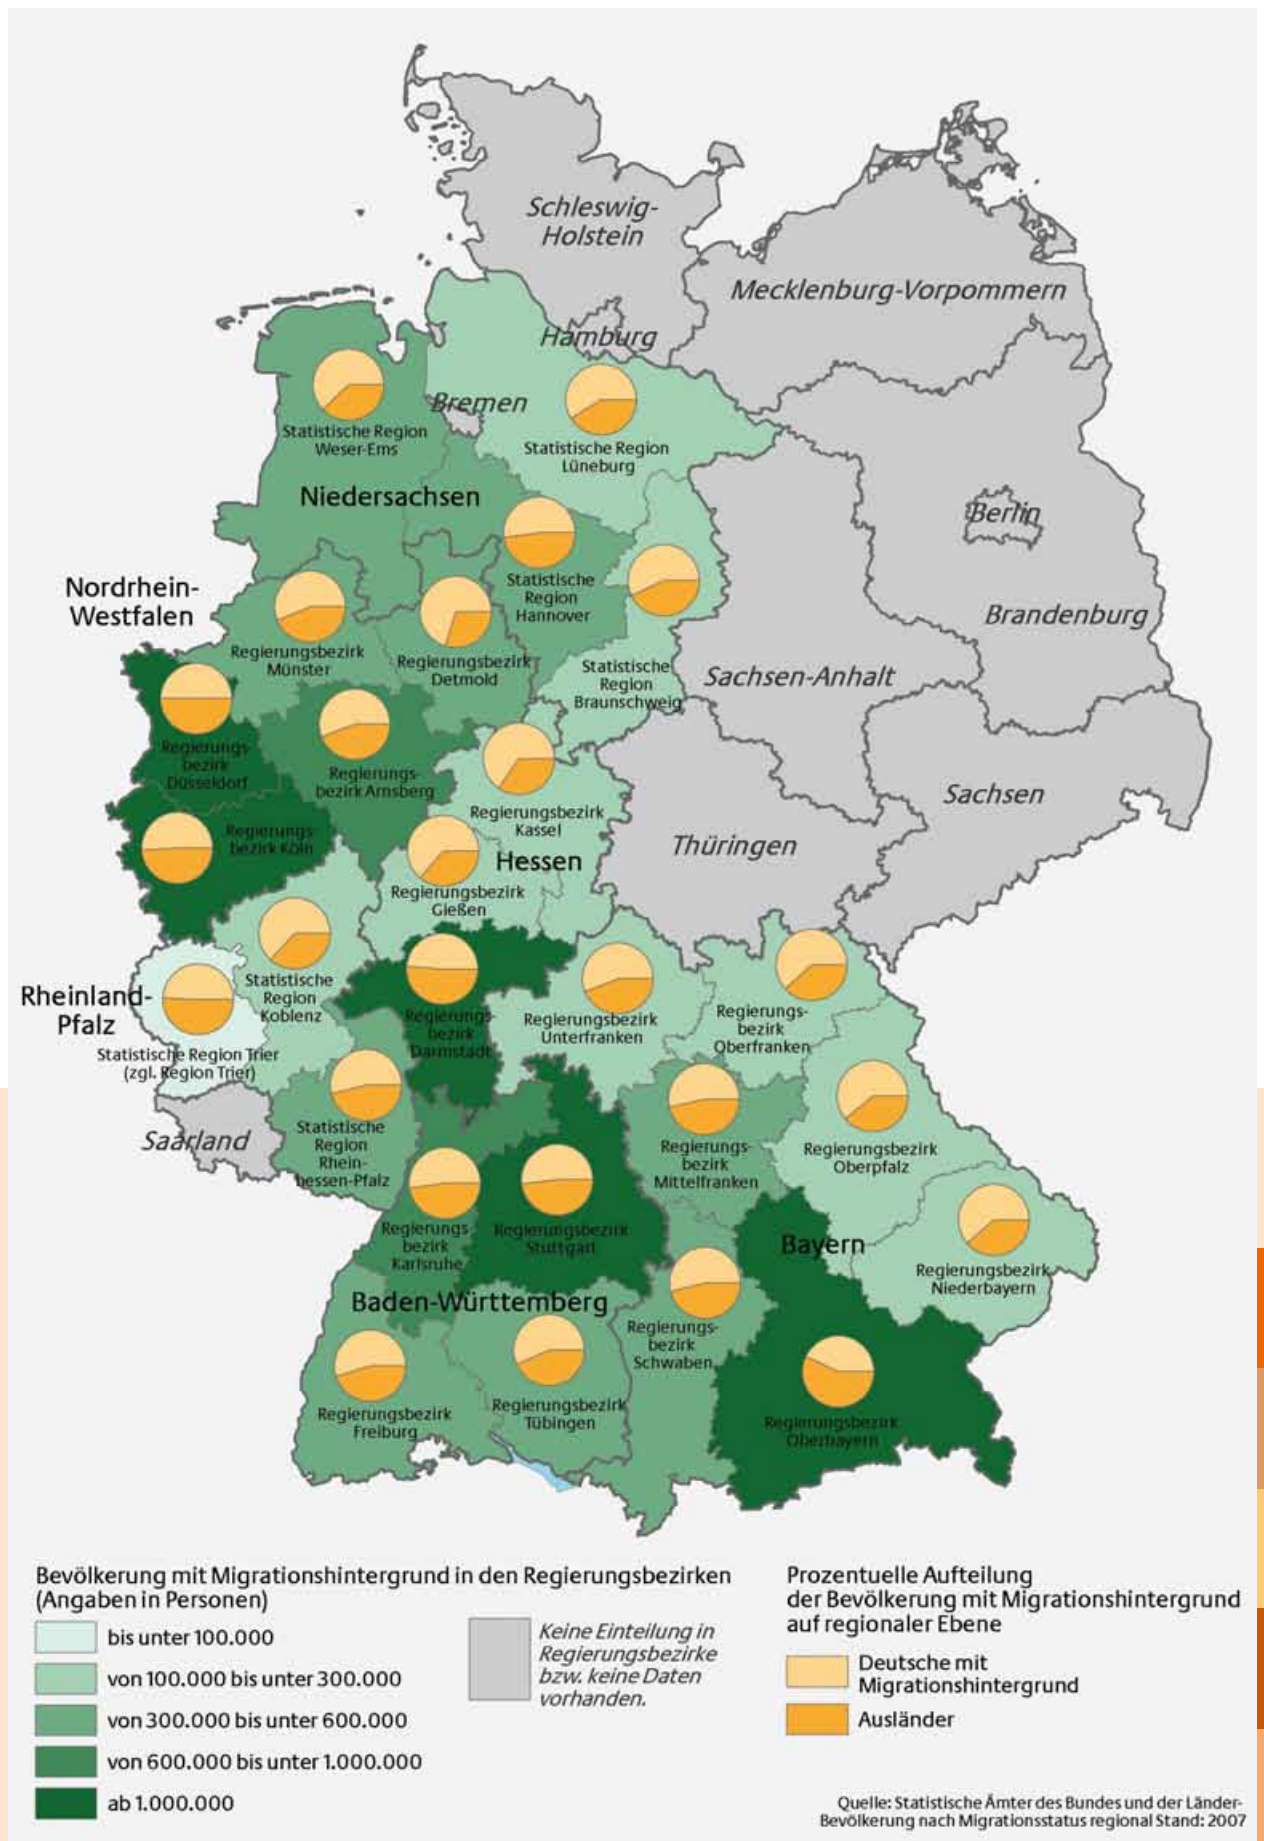 Schleswig-
Holstein
Mecklenburg-Vorpommern
Hamburg
Bremen
Statistische Region
Weser-Ems
Statistische Region
Lüneburg
Niedersachsen
Berlin
Statistische
Region
Hannover
Nordrhein-
Westfalen
Brandenburg
Regierungsbezirk
Münster
Regierungsbezirk
Detmold
Statistische
Region
Braunschweig
Sachsen-Anhalt
Regierungs-
bezirk
Düsseldorf
Regierungs-
bezirk Arnsberg
Sachsen
Regierungsbezirk
Kassel
Regierungs-
bezirk Köln
Thüringen
Hessen
Regierungsbezirk
Gießen
Rheinland-
Pfalz
Statistische
Region
Koblenz
Regierungs-
bezirk
Darmstadt
Regierungsbezirk
Unterfranken
Regierungs-
bezirk
Oberfranken
Statistische Region Trier
(zgl. Region Trier)
Saarland
Statistische
Region
Rhein-
hessen-Pfalz
Regierungs-
bezirk
Mittelfranken
Regierungsbezirk
Oberpfalz
Regierungs-
bezirk
Karlsruhe
Regierungsbezirk
Stuttgart
Bayern
Regierungsbezirk
Niederbayern
Baden-Württemberg
Regierungs-
bezirk
Schwaben
Regierungsbezirk
Freiburg
Regierungsbezirk
Tübingen
Regierungsbezirk
Oberbayern
Bevölkerung mit Migrationshintergrund in den Regierungsbezirken
(Angaben in Personen)
bis unter 100.000
von 100.000 bis unter 300.000
von 300.000 bis unter 600.000
von 600.000 bis unter 1.000.000
ab 1.000.000
Keine Einteilung in
Regierungsbezirke
bzw. keine Daten
vorhanden.
Prozentuelle Aufteilung
der Bevölkerung mit Migrationshintergrund
auf regionaler Ebene
Deutsche mit
Migrationshintergrund
Ausländer
Quelle: Statistische Ämter des Bundes und der Länder-
Bevölkerung nach Migrationsstatus regional Stand: 2007